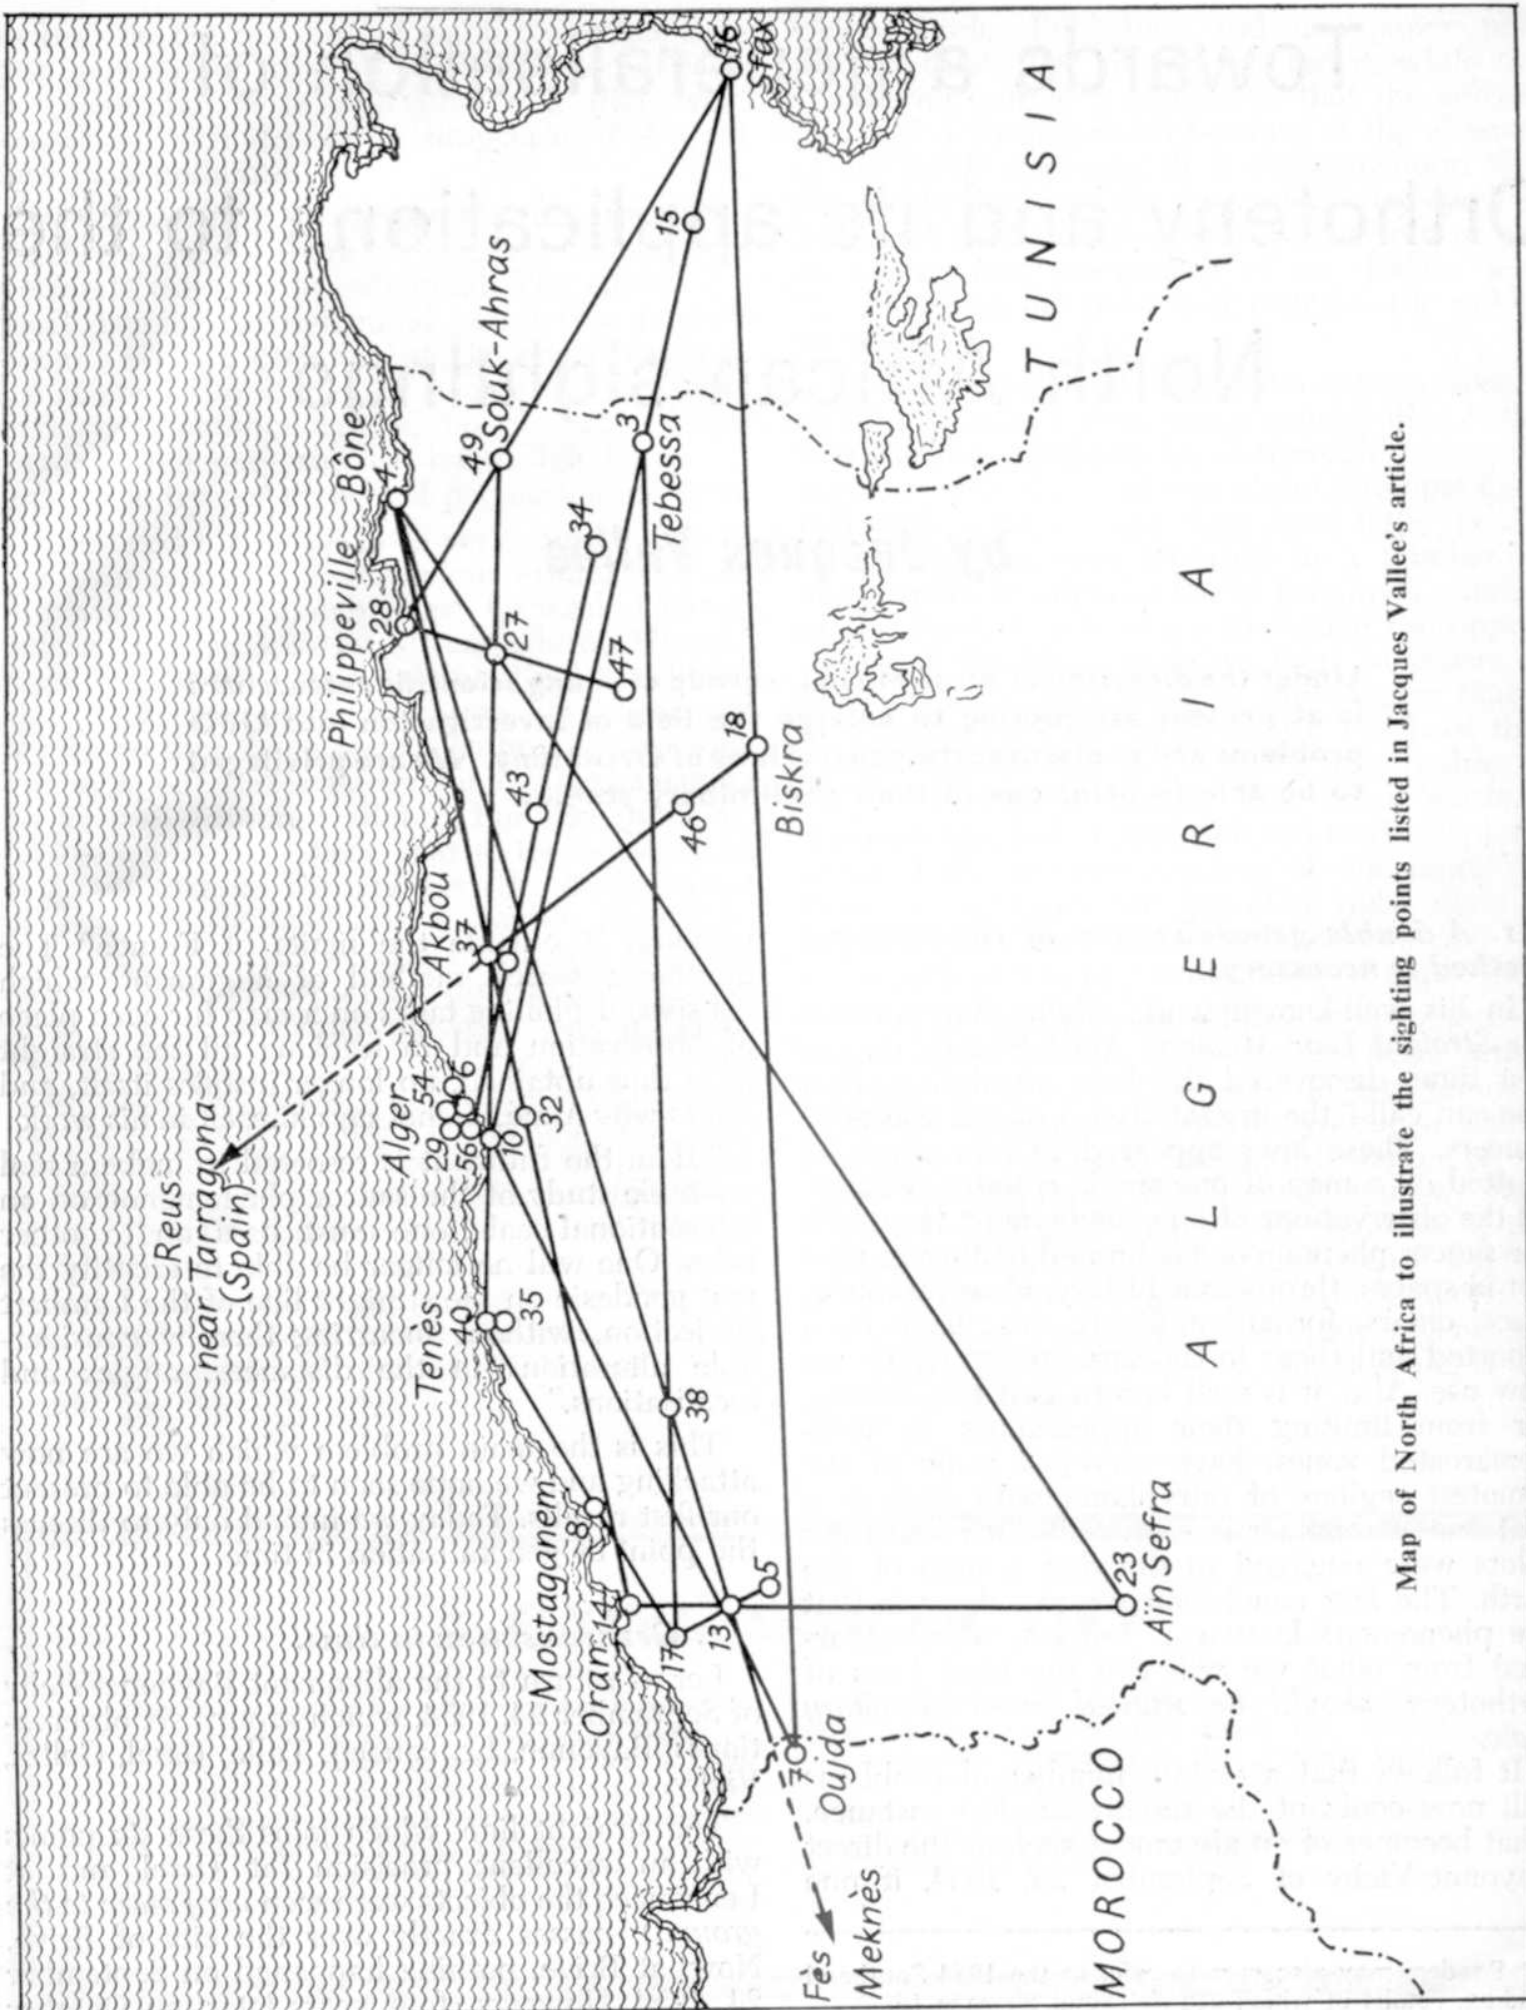 Reus.
near Tarragona
(Spain)
Philippeville
Bône
28
4
Souk-Ahras
49
16
Sfax
Akbou
37
27
43
34
3
15
Tebessa
47
46
18
Biskra
Alger
54
29
6
56
10
32
Tenes
40
35
38
Mostaganem
8
Oran
14
17
13
5
7
Oujda
23
Aïn Sefra
Fes
Meknès
MOROCCO
ALGERIA
TUNISIA
Map of North Africa to illustrate the sighting points listed in Jacques Vallee's article.